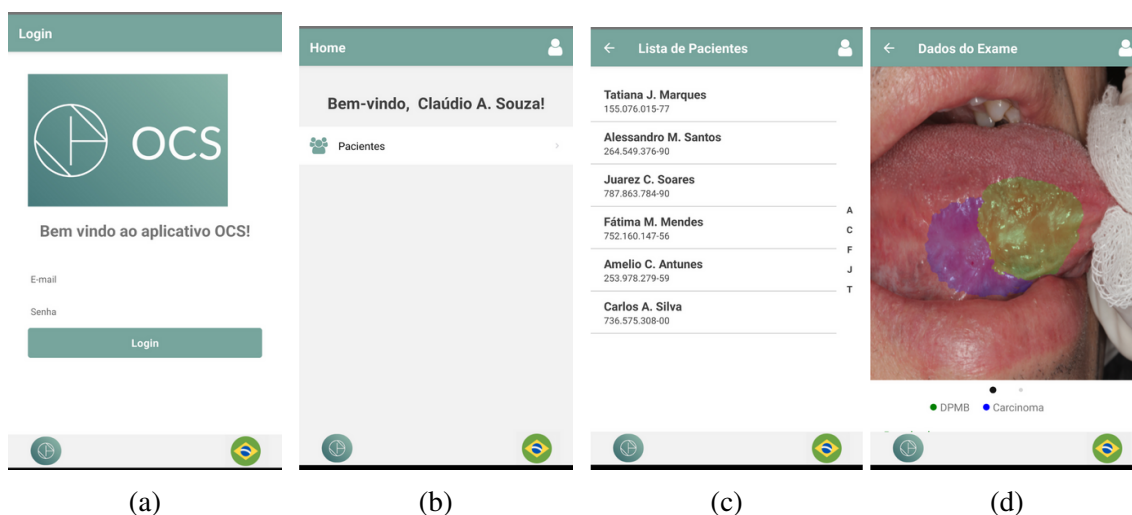 Login
OCS
Bem vindo ao aplicativo OCS!
E-mail
Senha
Login
(a)
Home
Bem-vindo, Claúdio A. Souza!
Pacientes
(b)
Lista de Pacientes
Tatiana J. Marques
155.076.015-77
Alessandro M. Santos
264.549.376-90
Juarez C. Soares
787.863.784-90
Fátima M. Mendes
752.160.147-56
Amelio C. Antunes
253.978.279-59
Carlos A. Silva
736.575.308-00
A
C
F
J
T
(c)
Dados do Exame
DPMB Carcinoma
(d)